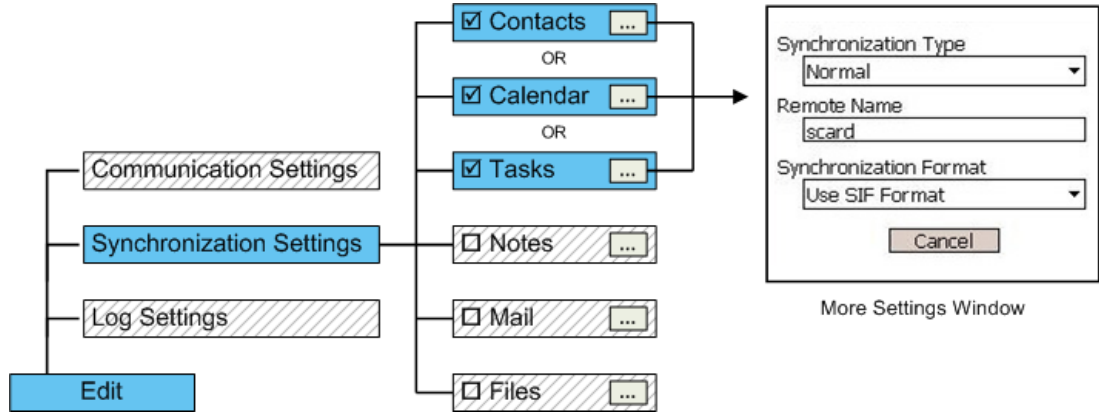 Contacts ...
OR
Calendar ...
OR
Tasks ...
Notes ...
Mail ...
Files ...
Communication Settings
Synchronization Settings
Log Settings
Edit
Synchronization Type
Normal
Remote Name
scard
Synchronization Format
Use SIF Format
Cancel
More Settings Window